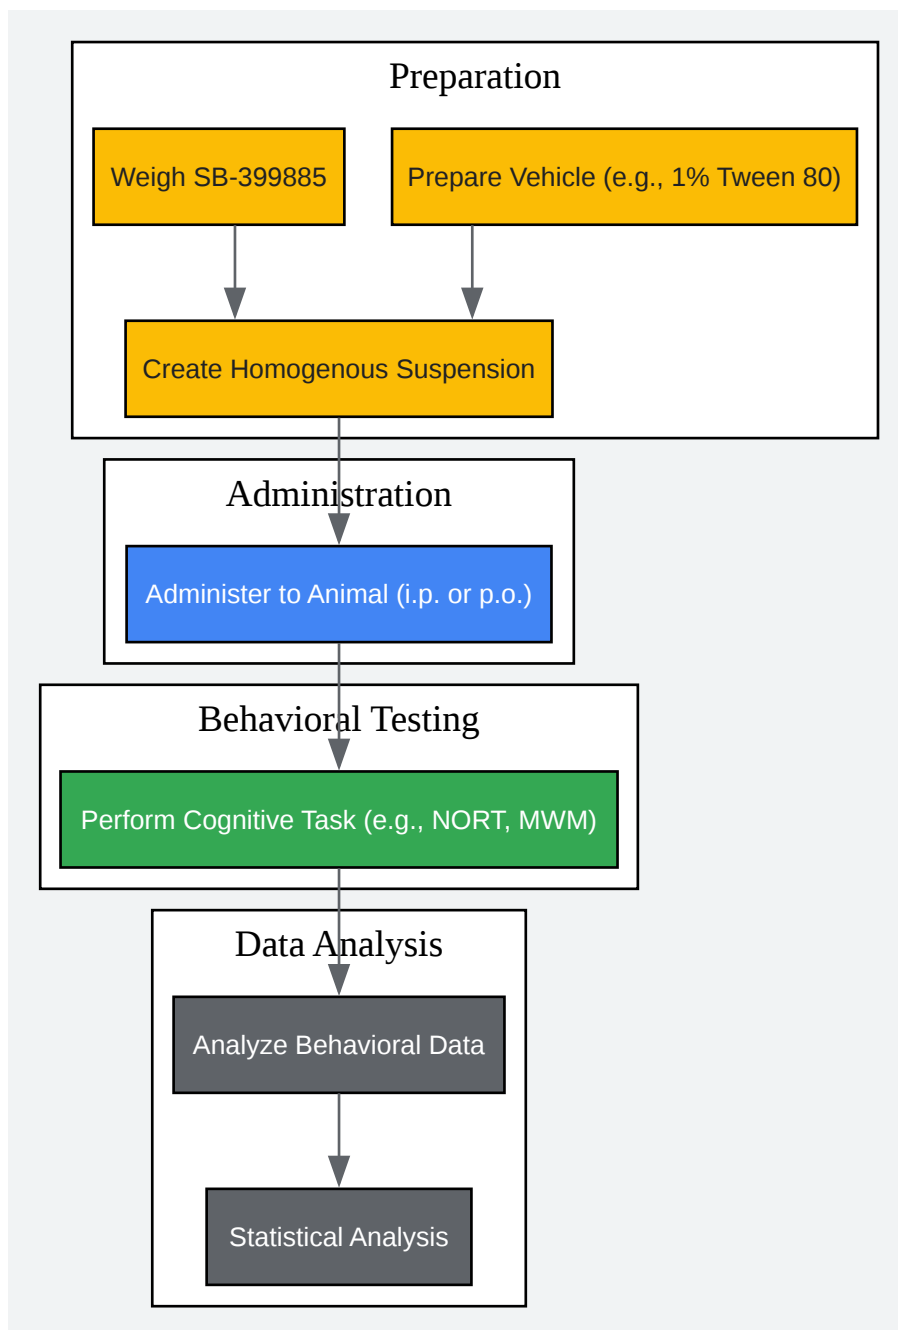 Preparation
Weigh SB-399885
Prepare Vehicle (e.g., 1% Tween 80)
Create Homogenous Suspension
Administration
Administer to Animal (i.p. or p.o.)
Behavioral Testing
Perform Cognitive Task (e.g., NORT, MWM)
Data Analysis
Analyze Behavioral Data
Statistical Analysis